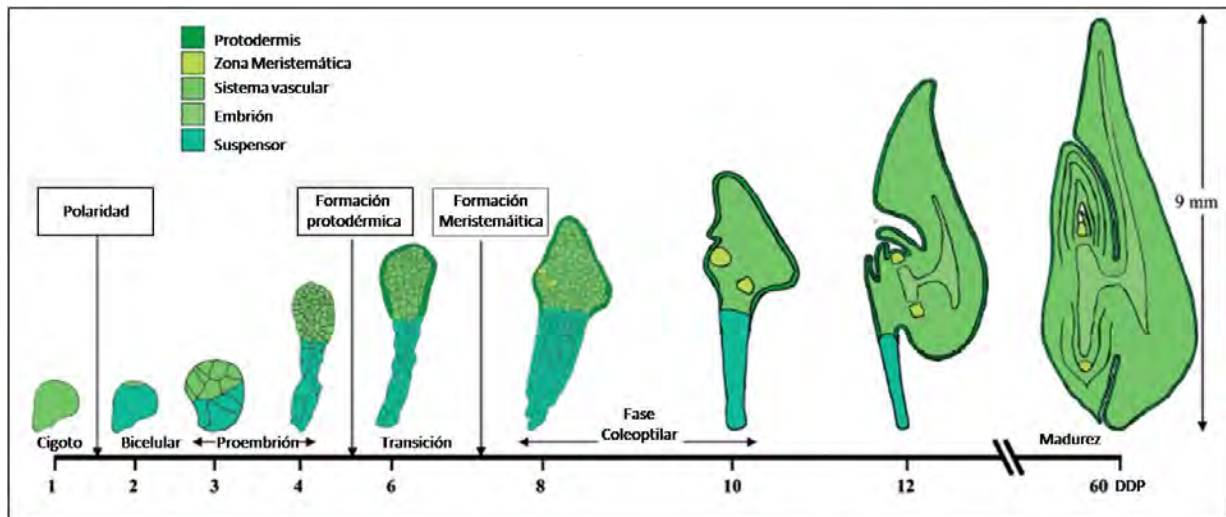 Protodermis
Zona Meristemática
Sistema vascular
Embrión
Suspensor
Polaridad
Formación
protodérmica
Formación
Meristemáitica
9 mm
Cigoto
Bicelular
Proembrión
Transición
Fase
Coleoptilar
Madurez
1
2
3
4
6
8
10
12
60 DDP